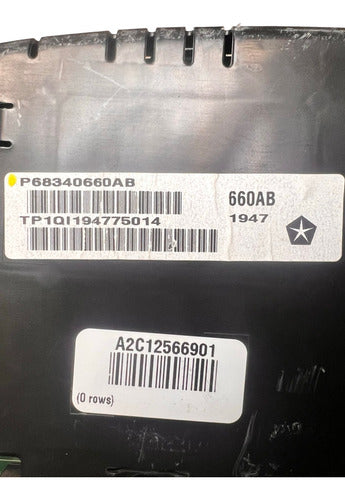 P68340660AB
660AB
TP1QI194775014
1947
A2C12566901
(0 rows)